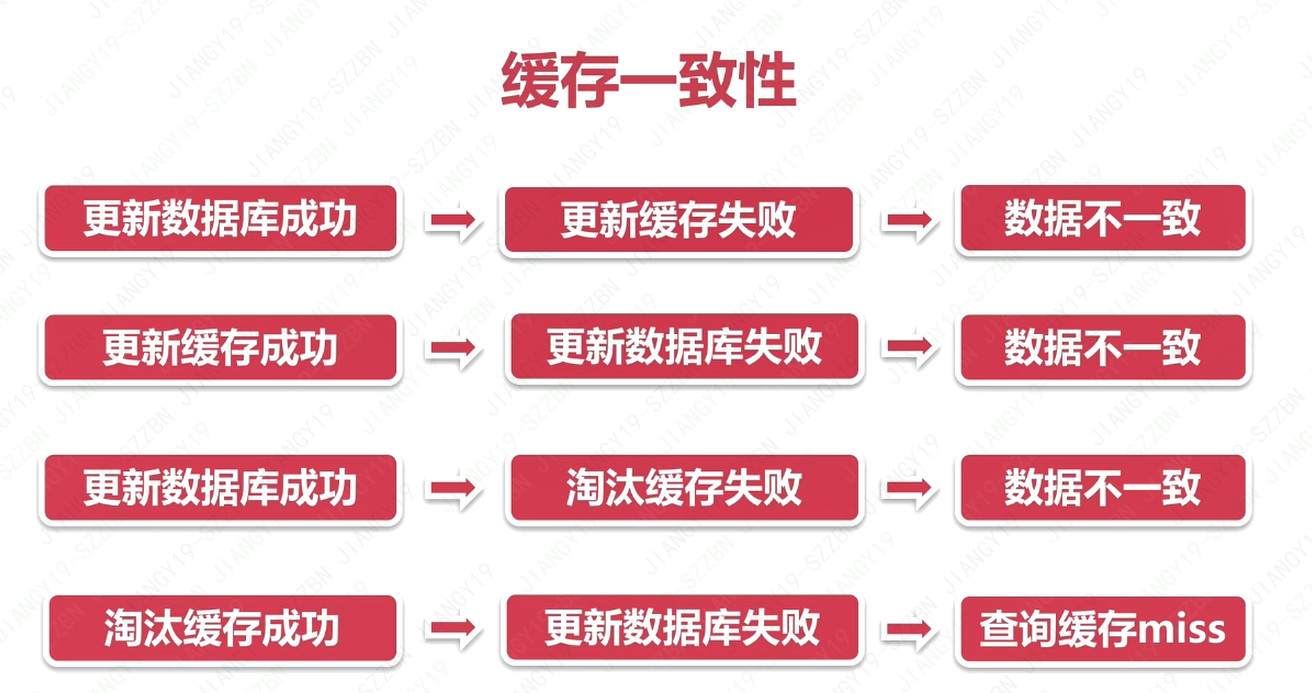 缓存一致性
更新数据库成功 更新缓存失败 数据不一致
更新缓存成功 更新数据库失败 数据不一致
更新数据库成功 淘汰缓存失败 数据不一致
淘汰缓存成功 更新数据库失败 查询缓存miss
JIANGY19-SZZBN